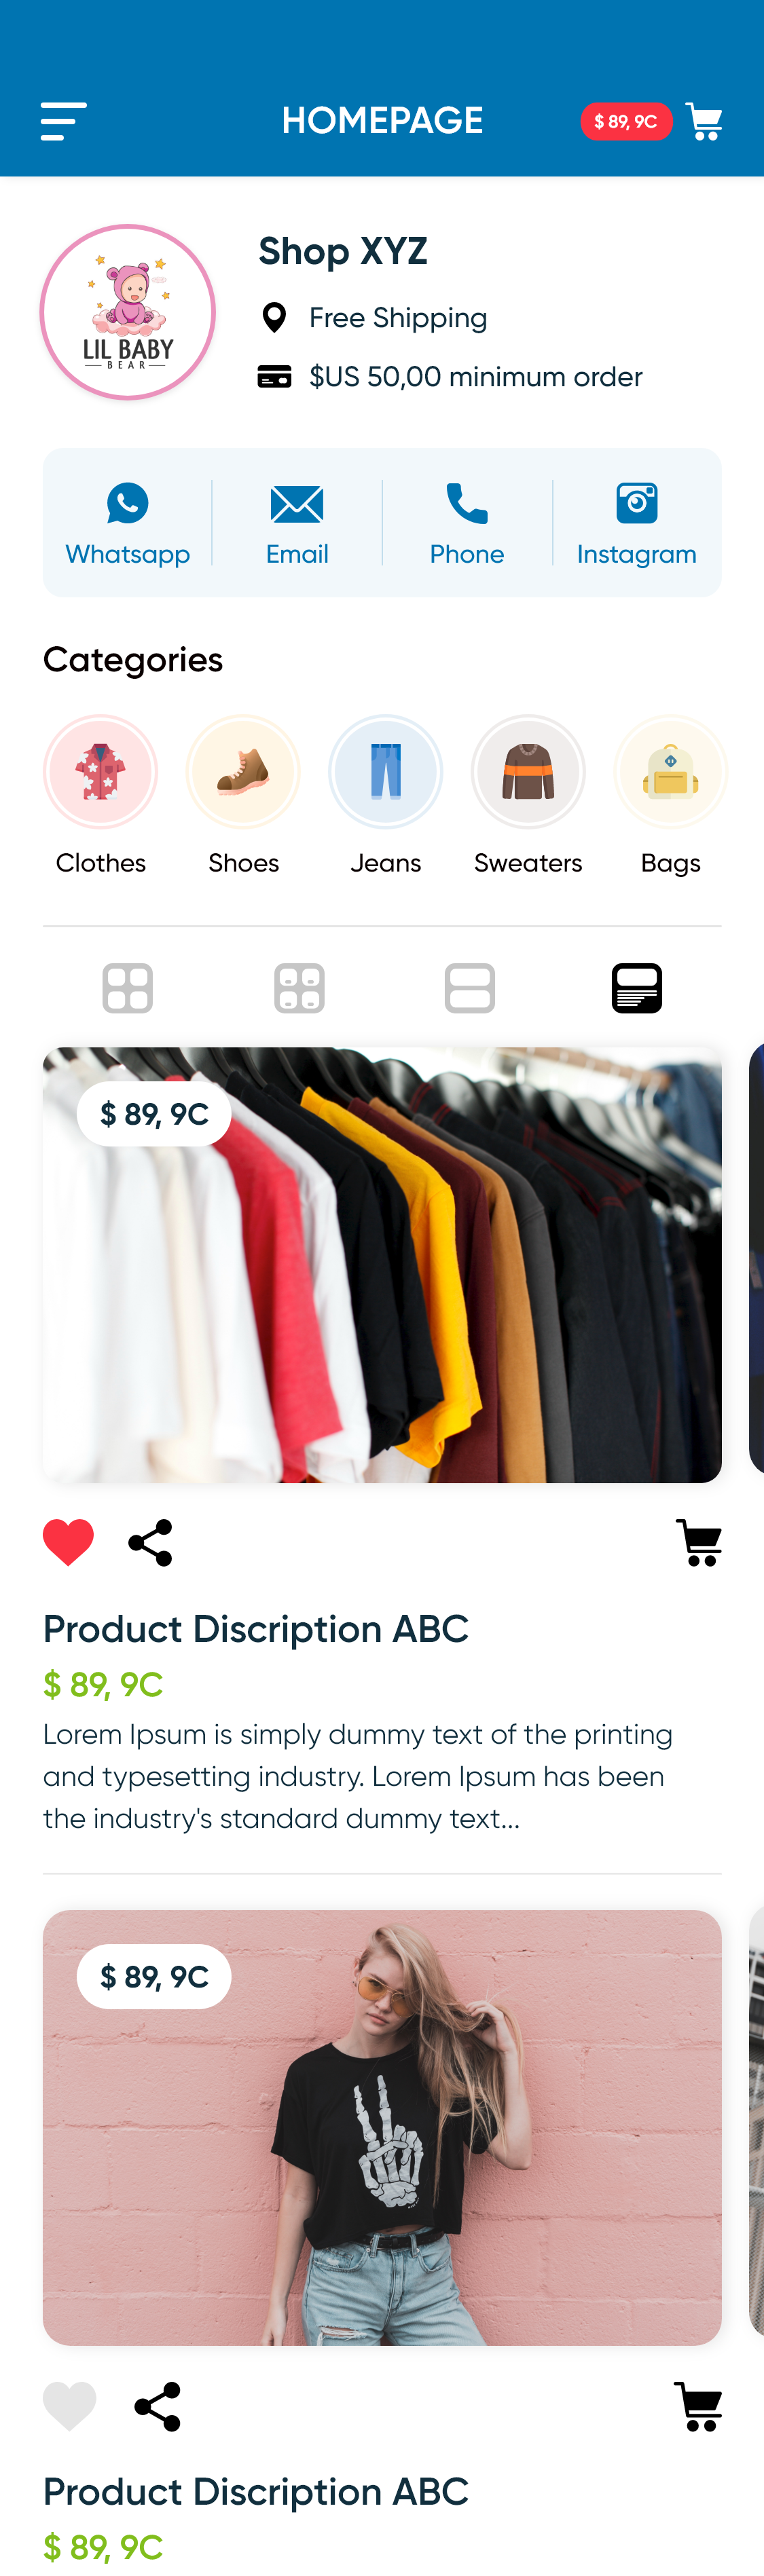 HOMEPAGE
$ 89, 9C
LIL BABY
BEAR
Shop XYZ
Free Shipping
$US 50,00 minimum order
Whatsapp
Email
Phone
Instagram
Categories
Clothes
Shoes
Jeans
Sweaters
Bags
$ 89, 9C
Product Discription ABC
$ 89, 9C
Lorem Ipsum is simply dummy text of the printing
and typesetting industry. Lorem Ipsum has been
the industry's standard dummy text...
$ 89, 9C
Product Discription ABC
$ 89, 9C